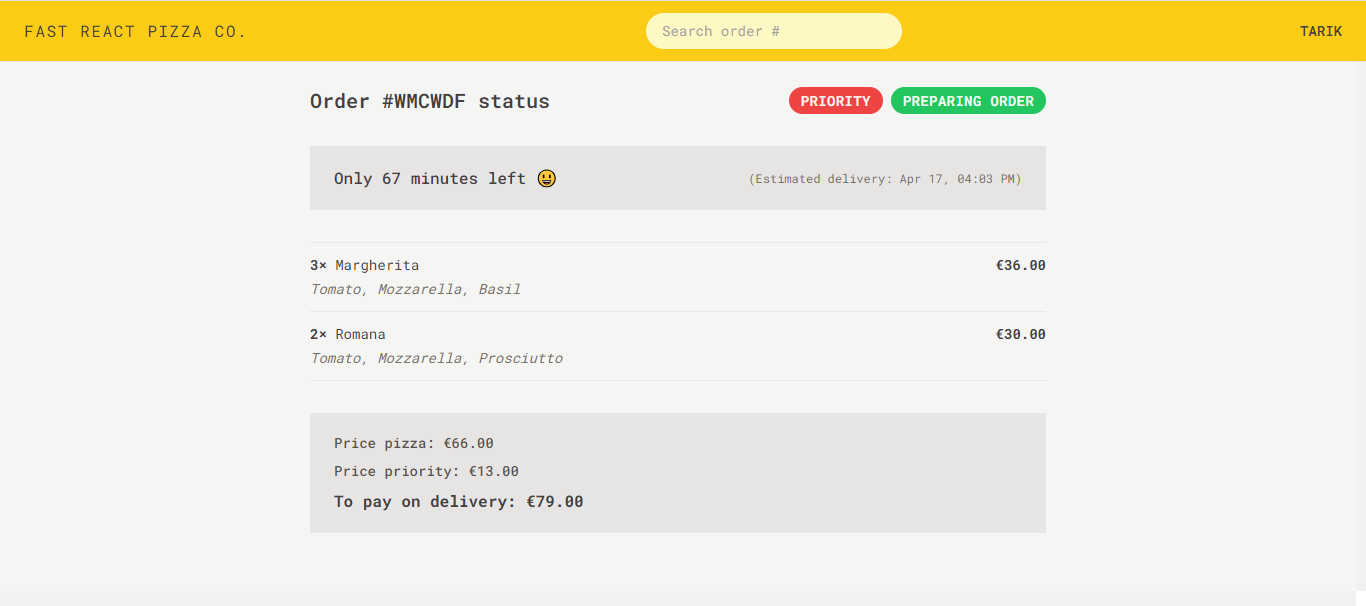 FAST REACT PIZZA CO.
Search order #
TARIK
Order #WMCWDF status
PRIORITY
PREPARING ORDER
Only 67 minutes left 😃
(Estimated delivery: Apr 17, 04:03 PM)
3× Margherita
€36.00
Tomato, Mozzarella, Basil
2× Romana
€30.00
Tomato, Mozzarella, Prosciutto
Price pizza: €66.00
Price priority: €13.00
To pay on delivery: €79.00